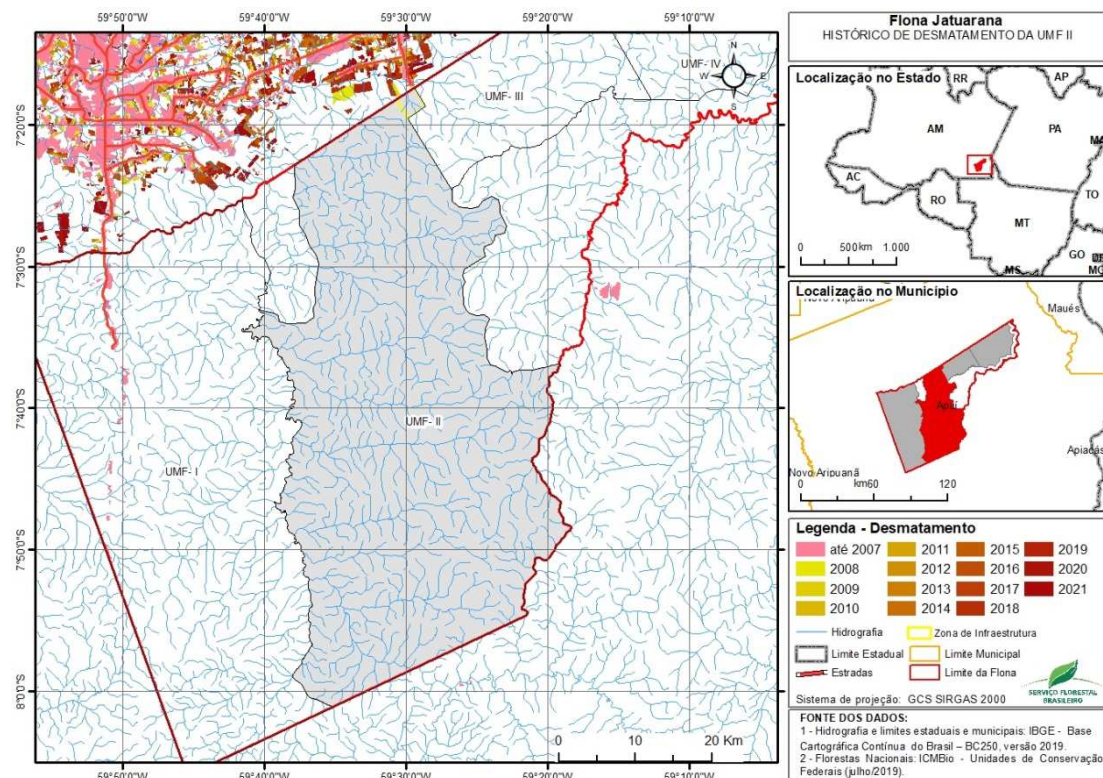 59°50'0"W 59°40'0"W 59°30'0"W 59°20'0"W 59°10'0"W
7°20'0"S
7°30'0"S
7°40'0"S
7°50'0"S
8°0'0"S
UMF- IV
UMF- III
N
W E
S
UMF- II
UMF- I
0 5 10 20 Km
59°50'0"W 59°40'0"W 59°30'0"W 59°20'0"W 59°10'0"W
Flona Jatuarana
HISTÓRICO DE DESMATAMENTO DA UMF II
Localização no Estado
RR AP
AM PA
MA
AC
RO
TO
MT
GO
MS
MG
0 500 km 1.000
Localização no Município
Novo Aripuanã
Maués
Apuí
Apiacás
Novo Aripuanã
km
0 60 120
Legenda - Desmatamento
até 2007 2011 2015 2019
2008 2012 2016 2020
2009 2013 2017 2021
2010 2014 2018
Hidrografia Zona de Infraestrutura
Limite Estadual Limite Municipal
Estradas Limite da Flona
SERVIÇO FLORESTAL
BRASILEIRO
Sistema de projeção: GCS SIRGAS 2000
FONTE DOS DADOS:
1 - Hidrografia e limites estaduais e municipais: IBGE - Base
Cartográfica Contínua do Brasil – BC250, versão 2019.
2 - Florestas Nacionais: ICMBio - Unidades de Conservação
Federais (julho/2019).